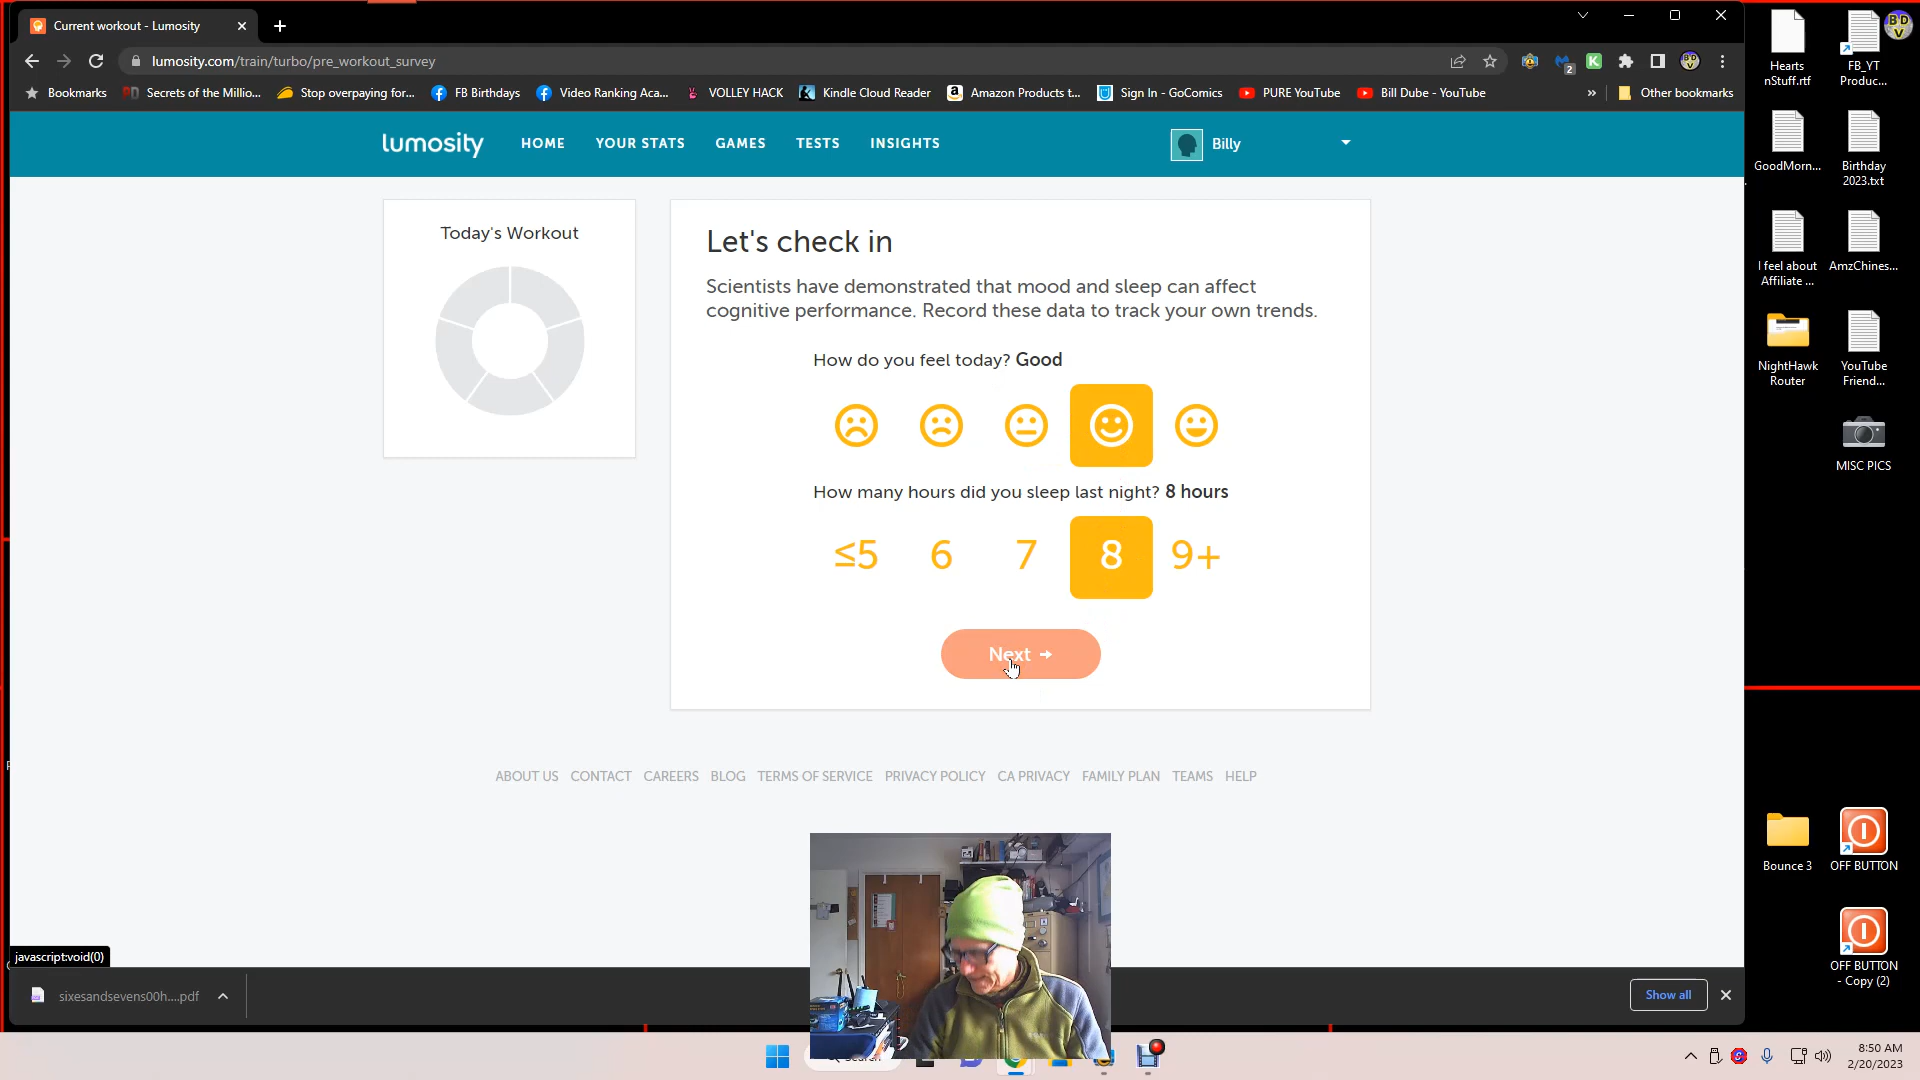 Current workout - Lumosity
lumosity.com/train/turbo/pre_workout_survey
2
Bookmarks
Secrets of the Millio...
Stop overpaying for...
FB Birthdays
Video Ranking Aca...
VOLLEY HACK
Kindle Cloud Reader
Amazon Products t...
Sign In - GoComics
PURE YouTube
Bill Dube - YouTube
»
Other bookmarks
lumosity
HOME
YOUR STATS
GAMES
TESTS
INSIGHTS
Billy
Today's Workout
Let's check in
Scientists have demonstrated that mood and sleep can affect
cognitive performance. Record these data to track your own trends.
How do you feel today? Good
How many hours did you sleep last night? 8 hours
≤5 6 7 8 9+
Next →
ABOUT US CONTACT CAREERS BLOG TERMS OF SERVICE PRIVACY POLICY CA PRIVACY FAMILY PLAN TEAMS HELP
javascript:void(0)
sixesandsevens00h....pdf
Show all
Hearts
nStuff.rtf
FB_YT
Produc...
BD
V
GoodMorn...
Birthday
2023.txt
I feel about
Affiliate ...
AmzChines...
NightHawk
Router
YouTube
Friend...
MISC PICS
Bounce 3
OFF BUTTON
OFF BUTTON
- Copy (2)
8:50 AM
2/20/2023